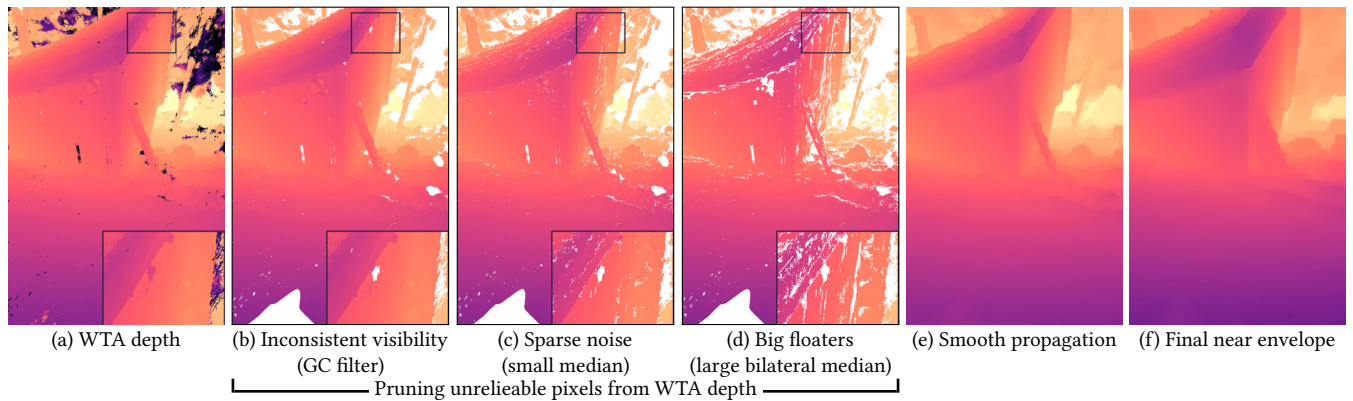 (a) WTA depth
(b) Inconsistent visibility
(GC filter)
(c) Sparse noise
(small median)
(d) Big floaters
(large bilateral median)
(e) Smooth propagation
(f) Final near envelope
Pruning unrelieable pixels from WTA depth